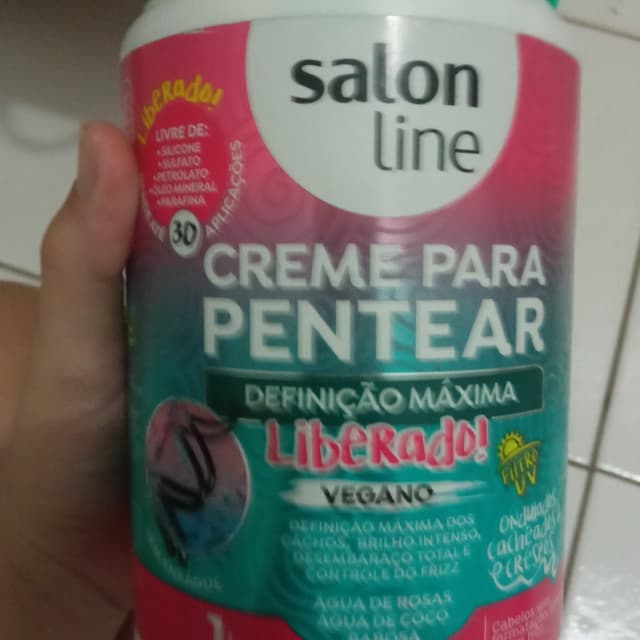 salon
line
Liberado!
LIVRE DE:
•SILICONE
•SULFATO
•PETROLATO
•ÓLEO MINERAL
•PARAFINA
30
APLICAÇÕES
CREME PARA
PENTEAR
DEFINIÇÃO MÁXIMA
Liberado!
VEGANO
FILTRO UV
DEFINIÇÃO MÁXIMA DOS
CACHOS, BRILHO INTENSO,
DESEMBARAÇO TOTAL E
CONTROLE DO FRIZZ
Ondulados,
cacheados
e crespos
ÁGUA DE ROSAS
ÁGUA DE COCO
BABOSA
Cabelos